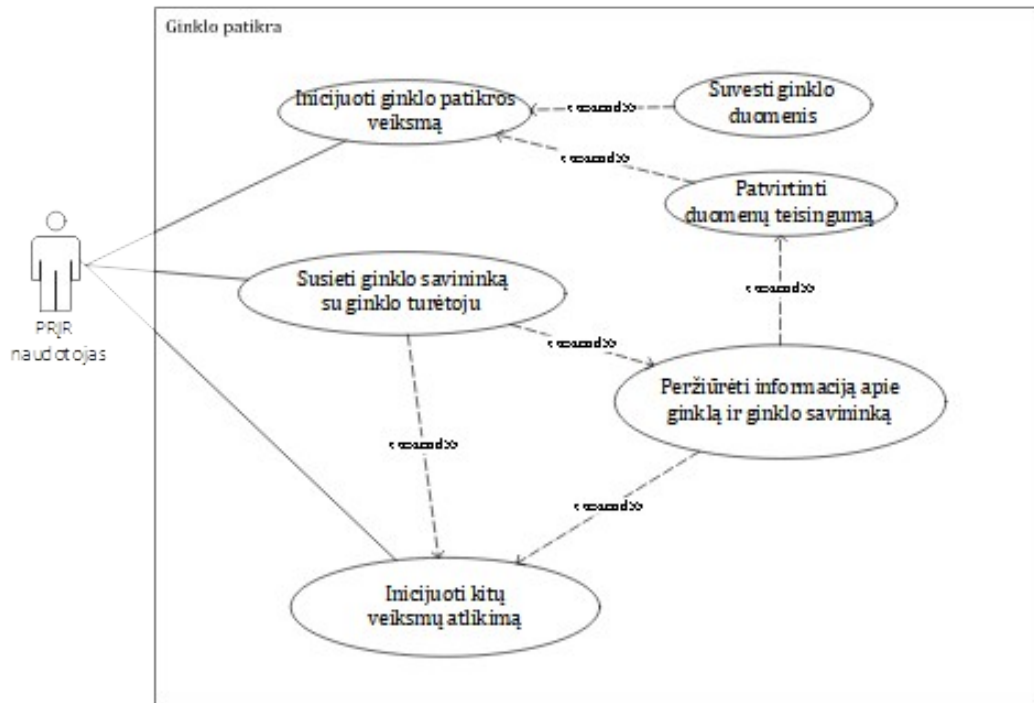 Ginklo patikra
Inicijuoti ginklo patikros
veiksmą
Suvesti ginklo
duomenis
Patvirtinti
duomenų teisingumą
Susieti ginklo savininką
su ginklo turėtoju
PRĮR
naudotojas
Peržiūrėti informaciją apie
ginklą ir ginklo savininką
Inicijuoti kitų
veiksmų atlikimą